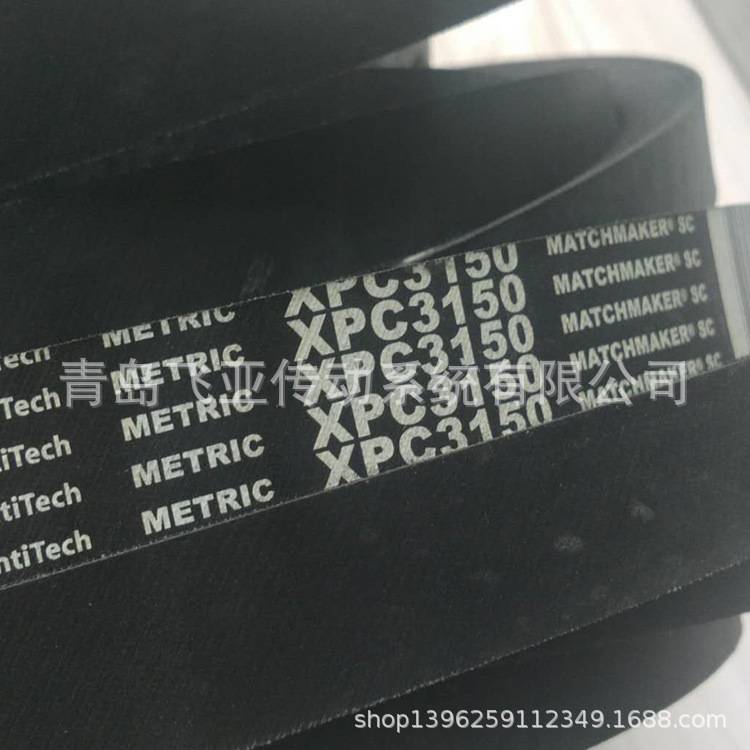 METRIC XPC3150 MATCHMAKER® SC
Tech METRIC XPC3150 MATCHMAKER® SC
tiTech METRIC XPC3150 MATCHMAKER® SC
tiTech METRIC XPC3150 MATCHMAKER® SC
ntiTech METRIC XPC3150 MATCHMAKER® SC
青岛飞亚传动系统有限公司
shop1396259112349.1688.com